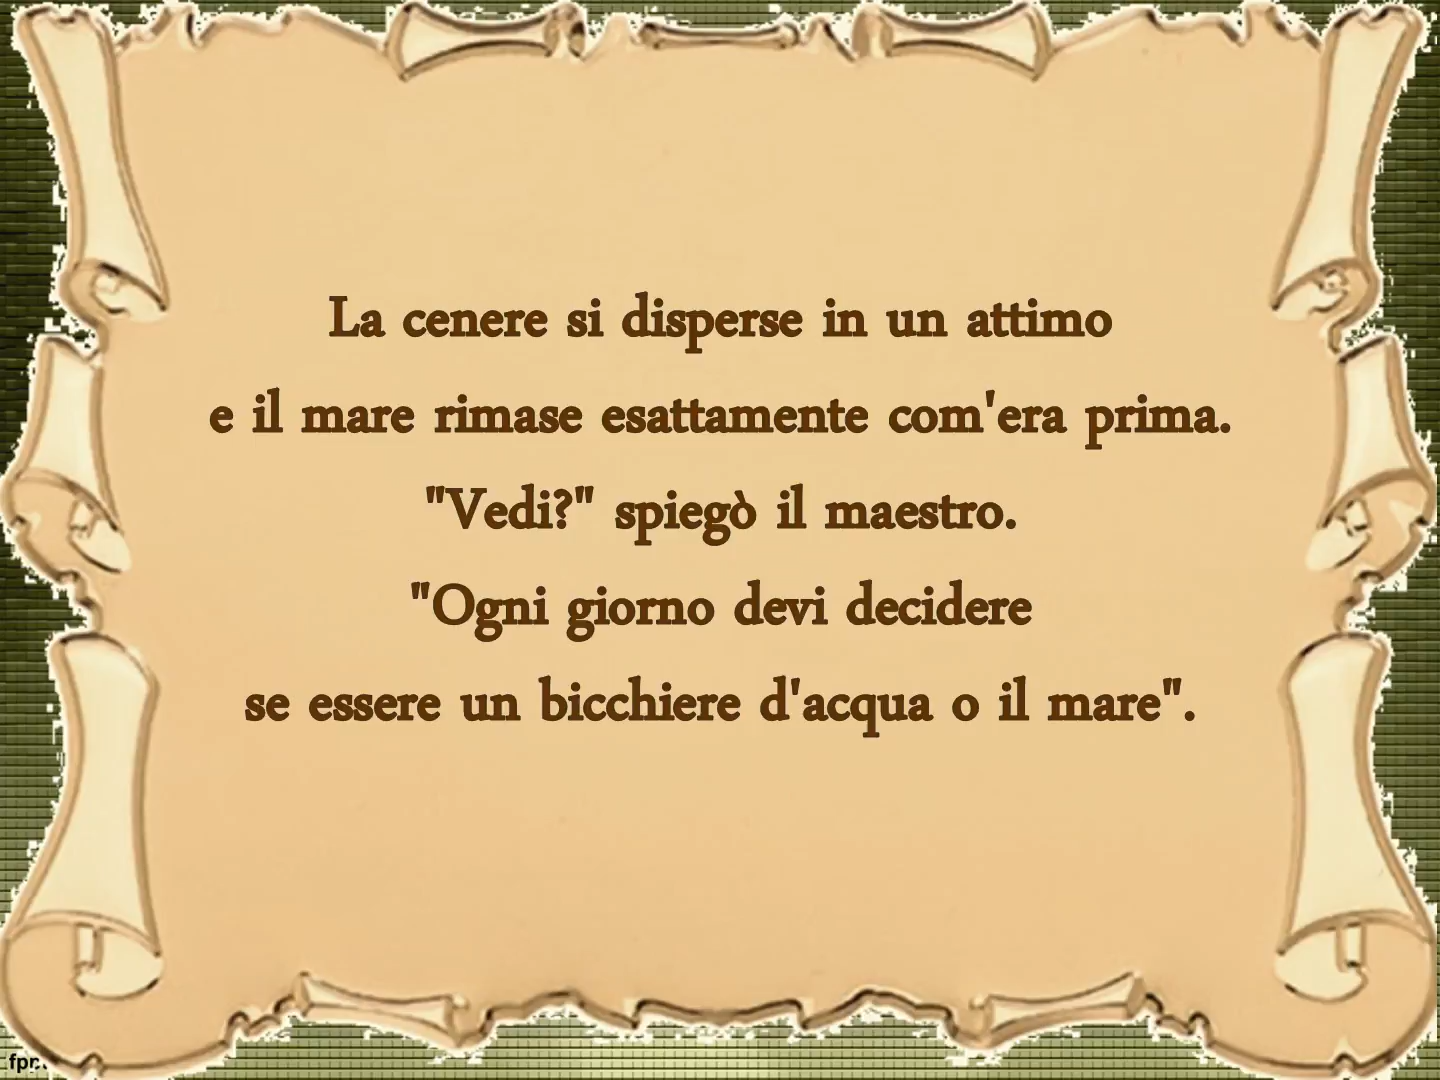 La cenere si disperse in un attimo
e il mare rimase esattamente com'era prima.
"Vedi?" spiegò il maestro.
"Ogni giorno devi decidere
se essere un bicchiere d'acqua o il mare".